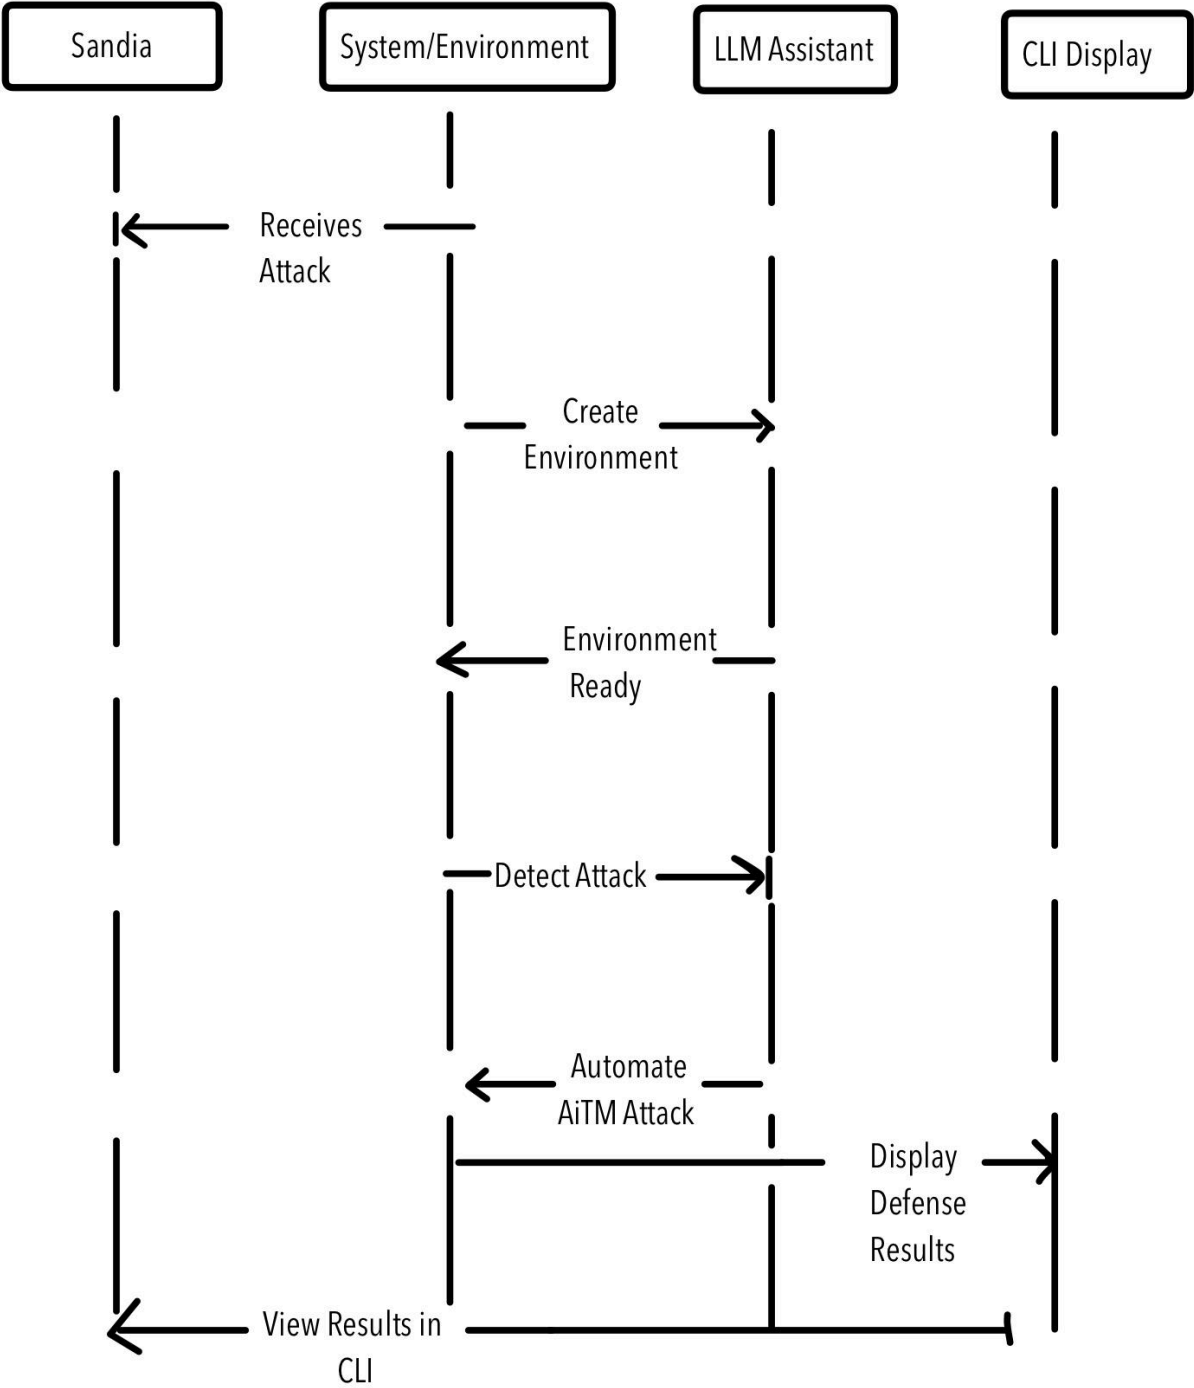 Sandia
System/Environment
LLM Assistant
CLI Display
Receives
Attack
Create
Environment
Environment
Ready
Detect Attack
Automate
AiTM Attack
Display
Defense
Results
View Results in
CLI